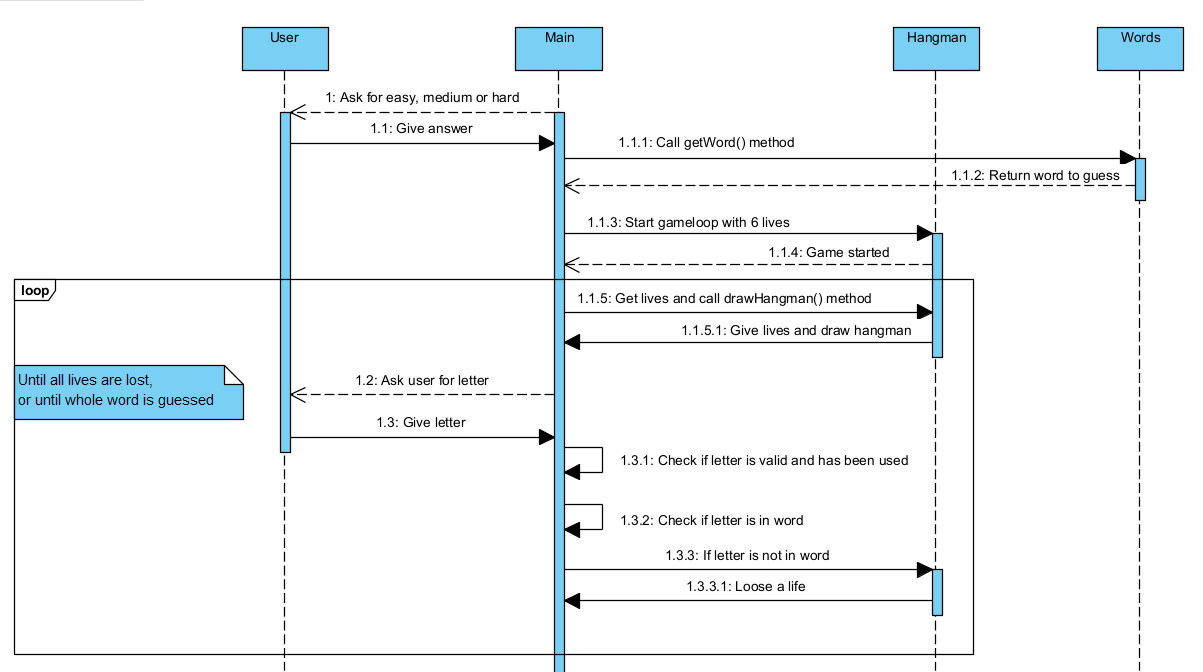 User
Main
Hangman
Words
1: Ask for easy, medium or hard
1.1: Give answer
1.1.1: Call getWord() method
1.1.2: Return word to guess
1.1.3: Start gameloop with 6 lives
1.1.4: Game started
loop
1.1.5: Get lives and call drawHangman() method
1.1.5.1: Give lives and draw hangman
Until all lives are lost,
or until whole word is guessed
1.2: Ask user for letter
1.3: Give letter
1.3.1: Check if letter is valid and has been used
1.3.2: Check if letter is in word
1.3.3: If letter is not in word
1.3.3.1: Loose a life